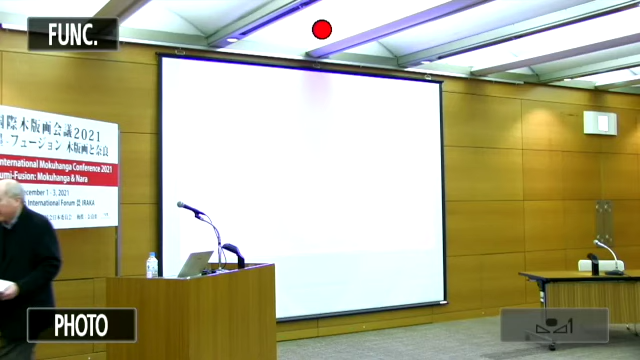 FUNC.
国際木版画会議2021
フュージョン 木版画と奈良
International Mokuhanga Conference 2021
umi-Fusion: Mokuhanga & Nara
ecember 1 - 3, 2021
International Forum
IRAKA
PHOTO